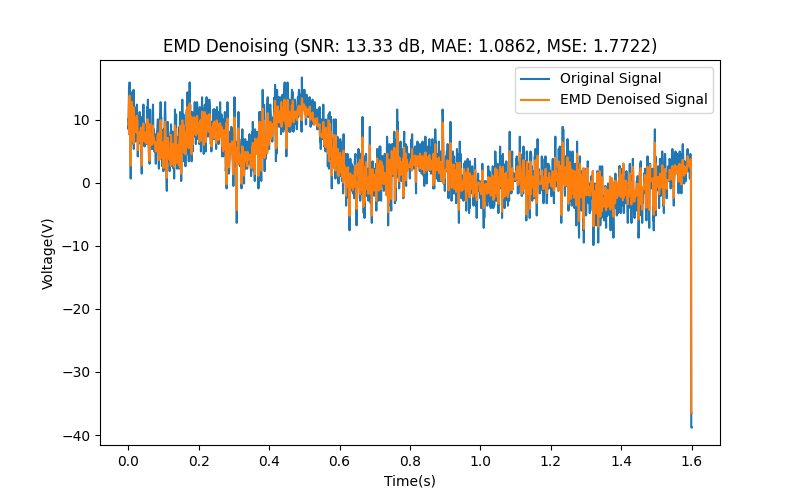 EMD Denoising (SNR: 13.33 dB, MAE: 1.0862, MSE: 1.7722)
Original Signal
EMD Denoised Signal
10
0
−10
−20
−30
−40
Voltage(V)
0.0 0.2 0.4 0.6 0.8 1.0 1.2 1.4 1.6
Time(s)